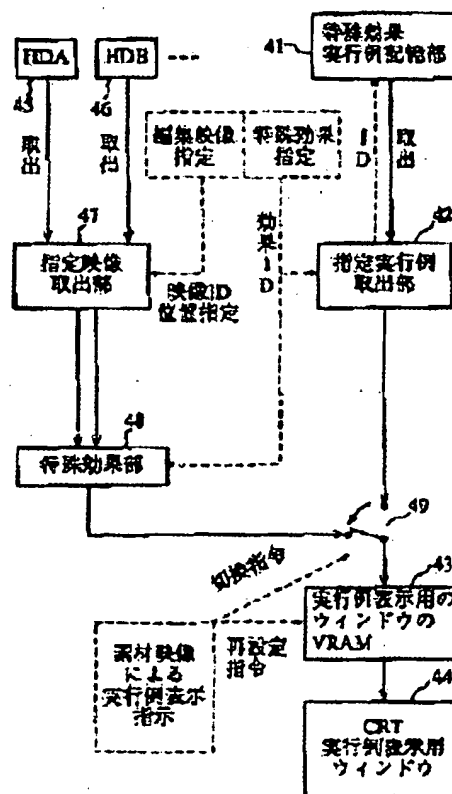 HDA
HDB
45
46
41
特殊効果
実行例記憶部
取出
取出
編集映像
指定
特殊効果
指定
ID
取出
47
指定映像
取出部
映像ID
位置指定
効果ID
42
指定実行例
取出部
48
特殊効果部
49
切換指令
43
実行例表示用の
ウィンドウの
VRAM
素材映像
による
実行例表示
指示
再設定
指令
44
CRT
実行例表示用
ウィンドウ